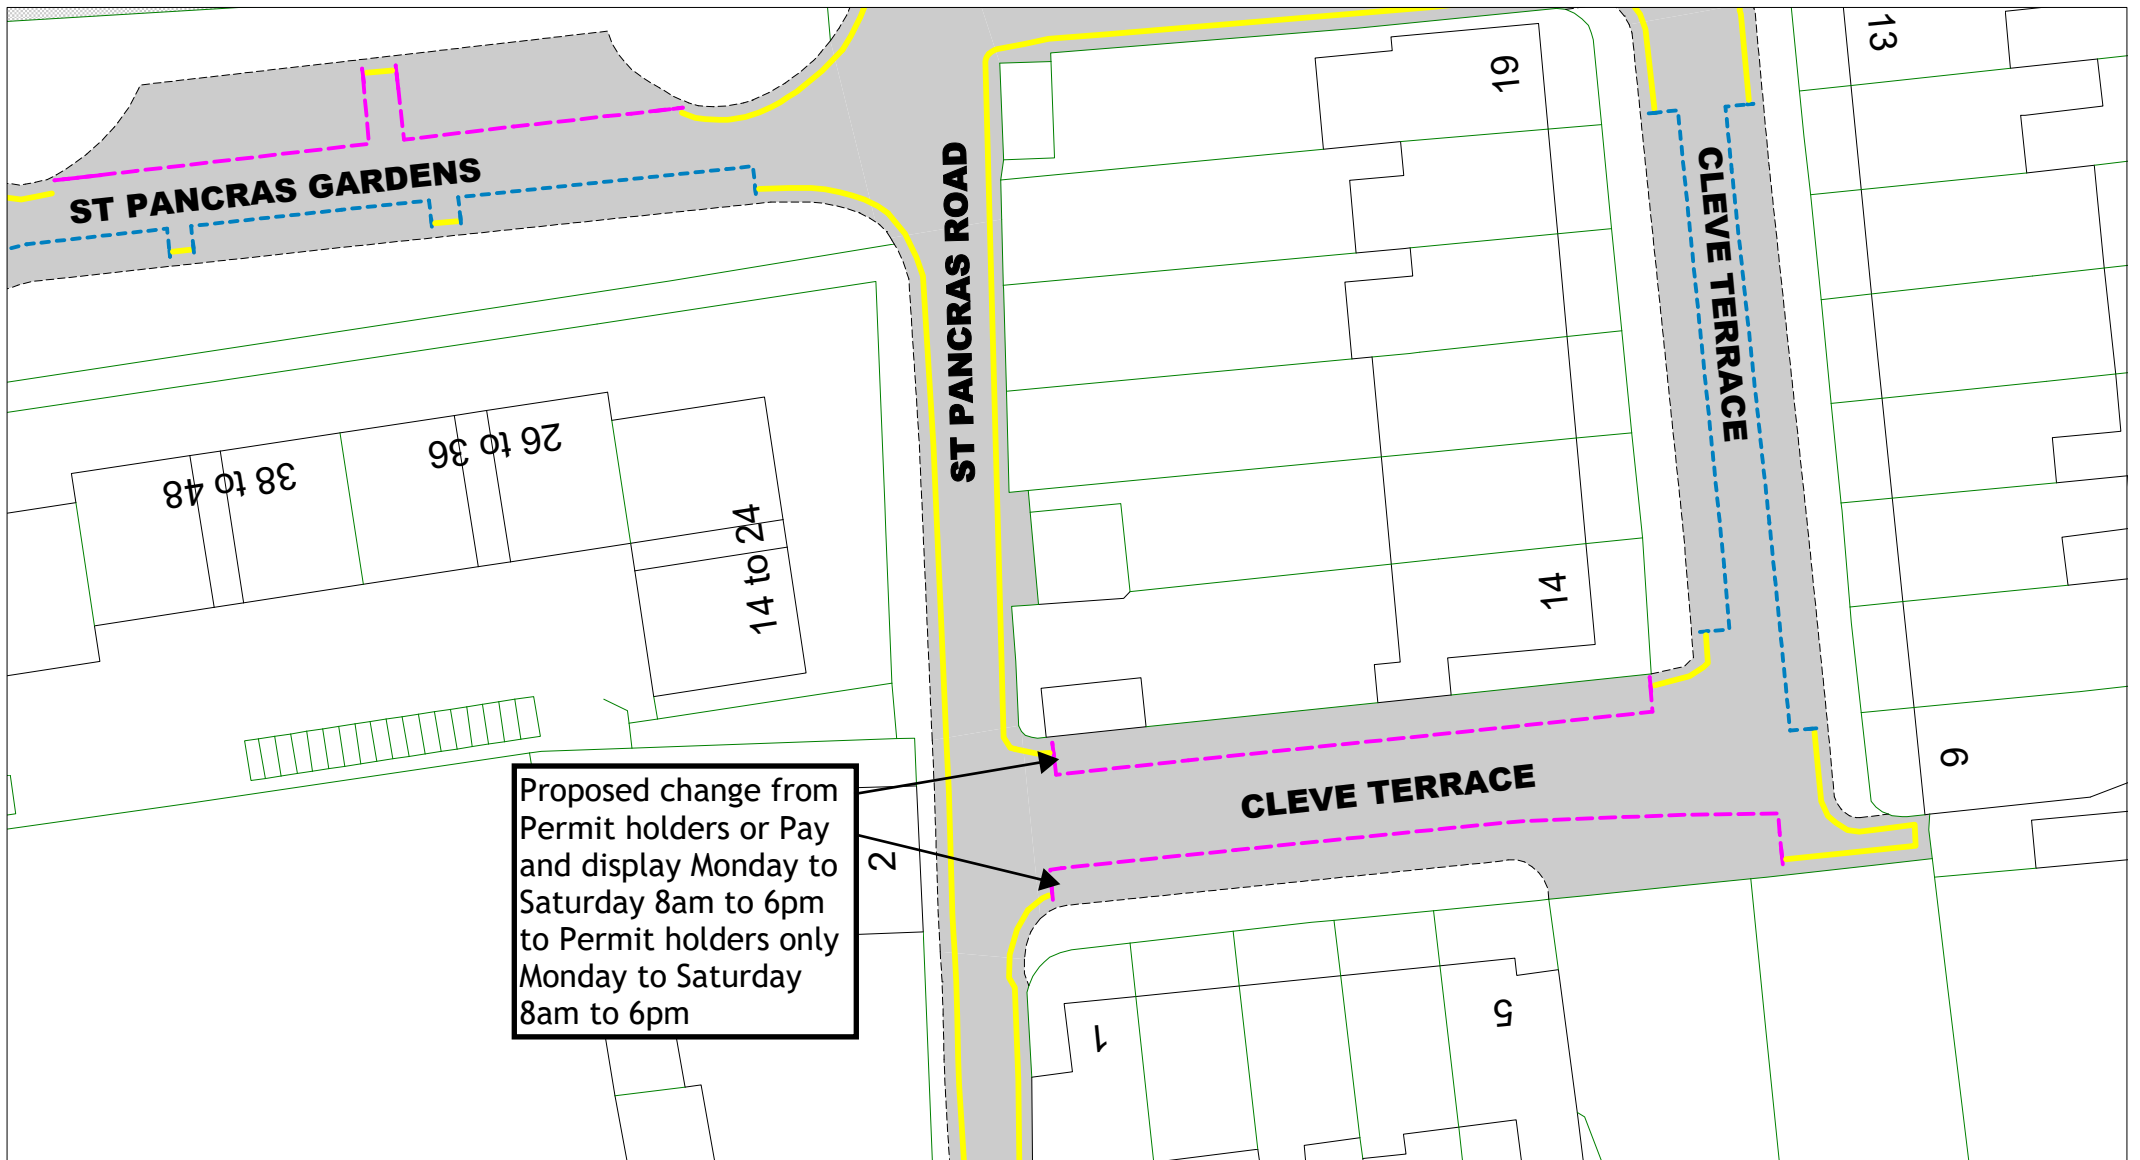 13
19
ST PANCRAS GARDENS
ST PANCRAS ROAD
CLEVE TERRACE
26 to 36
38 to 48
14 to 24
14
CLEVE TERRACE
6
Proposed change from
Permit holders or Pay
and display Monday to
Saturday 8am to 6pm
to Permit holders only
Monday to Saturday
8am to 6pm
2
1
5